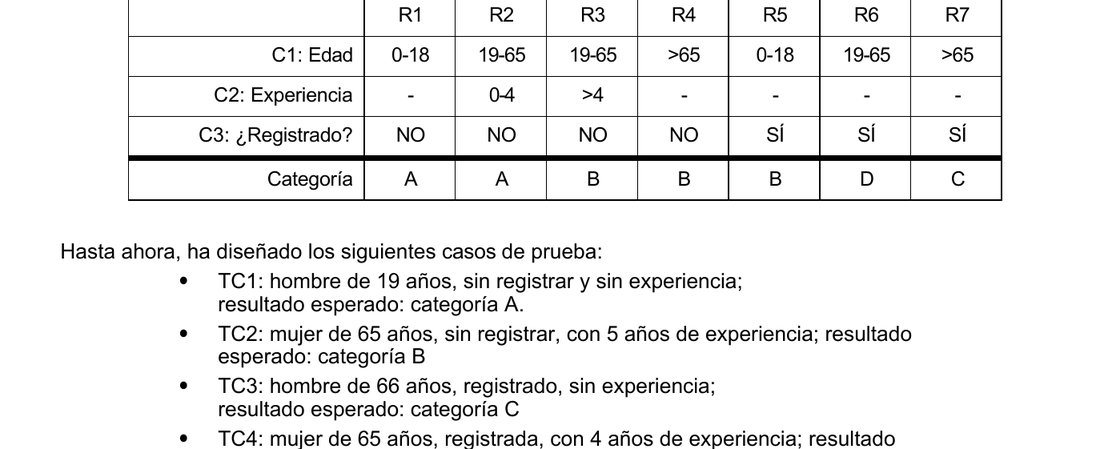 R1 R2 R3 R4 R5 R6 R7
C1: Edad 0-18 19-65 19-65 >65 0-18 19-65 >65
C2: Experiencia - 0-4 >4 - - - -
C3: ¿Registrado? NO NO NO NO SÍ SÍ SÍ
Categoría A A B B B D C
Hasta ahora, ha diseñado los siguientes casos de prueba:
• TC1: hombre de 19 años, sin registrar y sin experiencia;
resultado esperado: categoría A.
• TC2: mujer de 65 años, sin registrar, con 5 años de experiencia; resultado
esperado: categoría B
• TC3: hombre de 66 años, registrado, sin experiencia;
resultado esperado: categoría C
• TC4: mujer de 65 años, registrada, con 4 años de experiencia; resultado